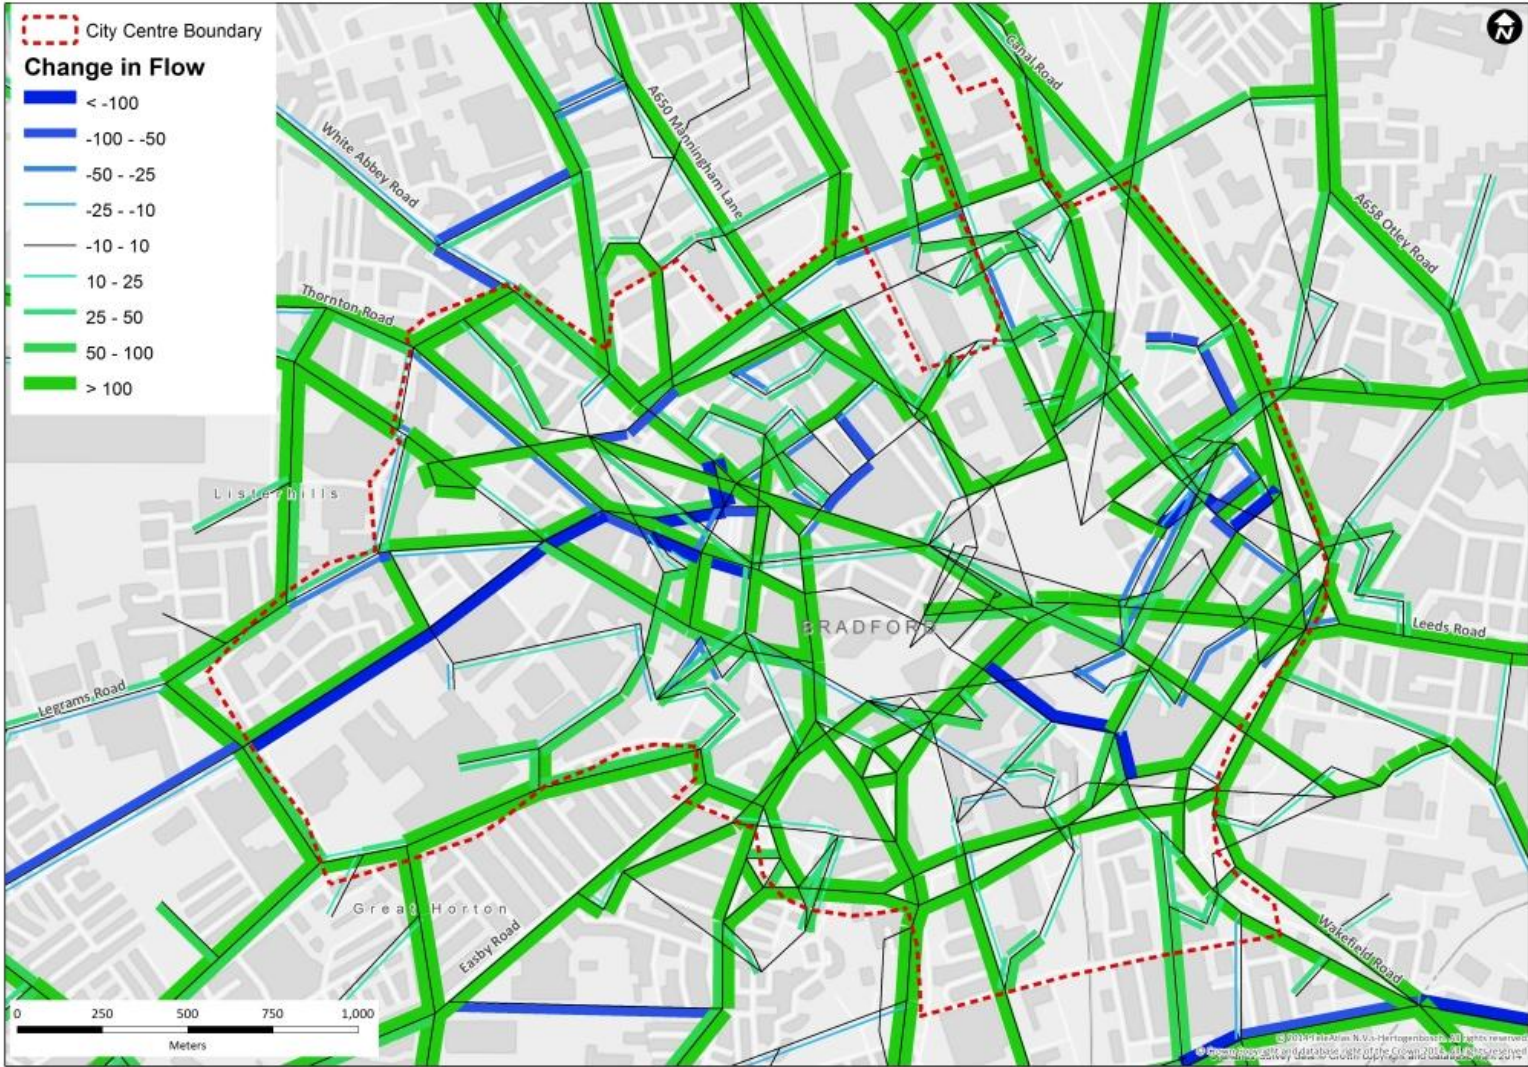 City Centre Boundary
Change in Flow
< -100
-100 - -50
-50 - -25
-25 - -10
-10 - 10
10 - 25
25 - 50
50 - 100
> 100
N
Canal Road
A650 Manningham Lane
White Abbey Road
A658 Otley Road
Thornton Road
Listerhills
BRADFORD
Leeds Road
Legrams Road
Great Horton
Easby Road
Wakefield Road
0 250 500 750 1,000
Meters